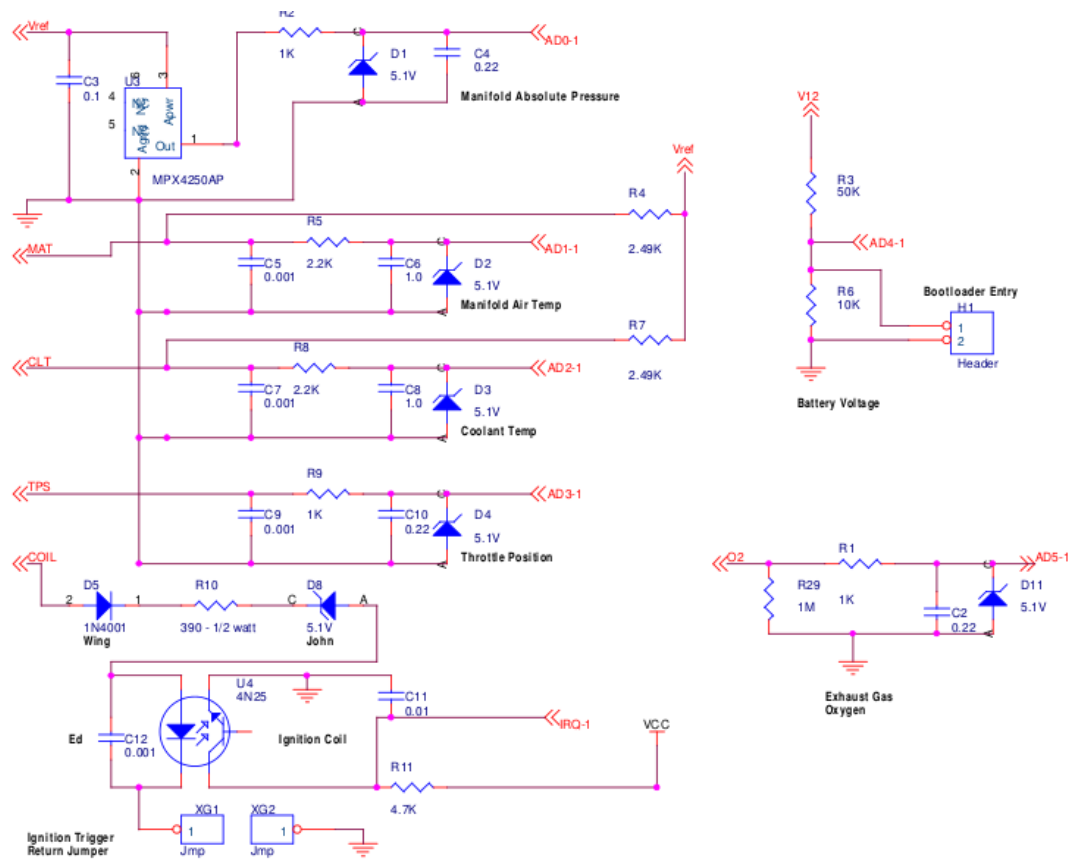 Vref
R2
1K
C
D1
5.1V
C4
0.22
AD0-1
A
Manifold Absolute Pressure
C3
0.1
U3
4
5
6
3
Apwr
Out
1
2
MPX4250AP
V12
R3
50K
AD4-1
R6
10K
Bootloader Entry
H1
1
2
Header
Battery Voltage
Vref
R4
2.49K
MAT
R5
2.2K
C5
0.001
C6
1.0
C
D2
5.1V
A
AD1-1
Manifold Air Temp
R7
2.49K
CLT
R8
2.2K
C7
0.001
C8
1.0
C
D3
5.1V
A
AD2-1
Coolant Temp
TPS
R9
1K
C9
0.001
C10
0.22
C
D4
5.1V
A
AD3-1
Throttle Position
COIL
D5
2
1
1N4001
Wing
R10
390 - 1/2 watt
D8
C
A
5.1V
John
O2
R1
1K
R29
1M
C2
0.22
C
D11
5.1V
A
AD5-1
Exhaust Gas
Oxygen
U4
4N25
C11
0.01
IRQ-1
VCC
Ed
C12
0.001
Ignition Coil
R11
4.7K
XG1
1
Jmp
XG2
1
Jmp
Ignition Trigger
Return Jumper